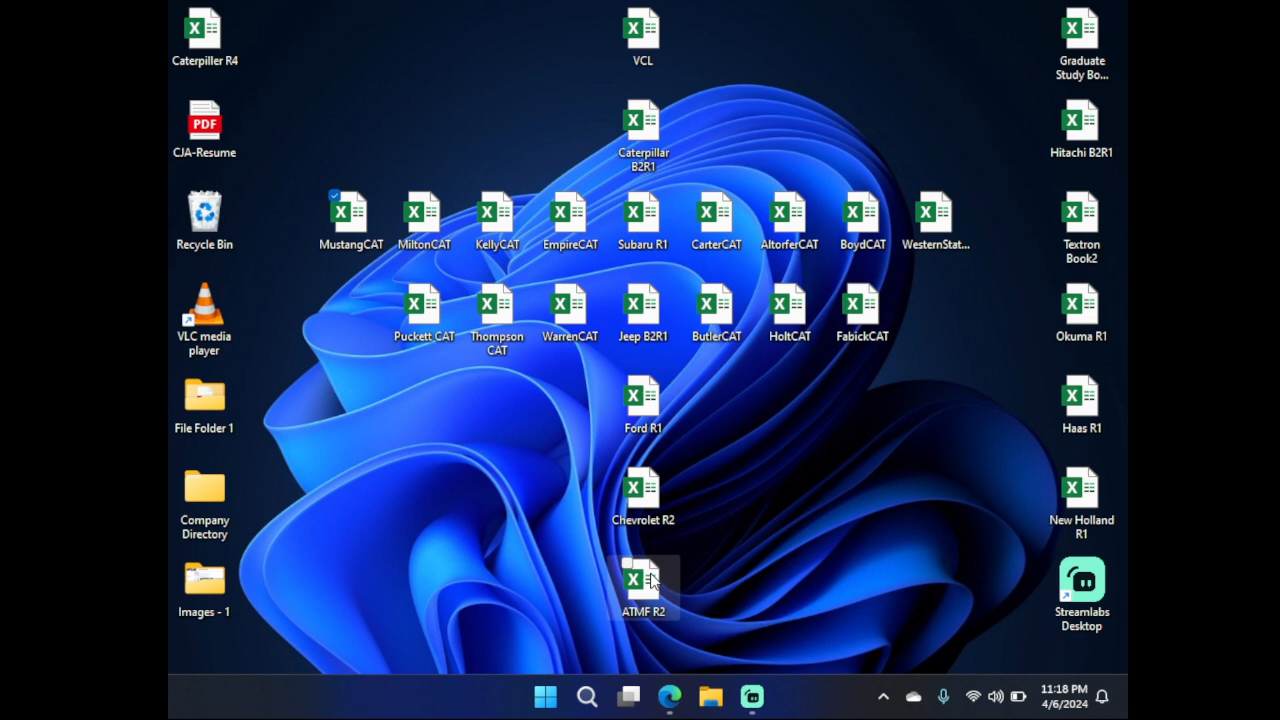 Caterpiller R4
VCL
Graduate
Study Bo...
PDF
CJA-Resume
Caterpillar
B2R1
Hitachi B2R1
Recycle Bin
MustangCAT
MiltonCAT
KellyCAT
EmpireCAT
Subaru R1
CarterCAT
AltorferCAT
BoydCAT
WesternStat...
Textron
Book2
VLC media
player
Puckett CAT
Thompson
CAT
WarrenCAT
Jeep B2R1
ButlerCAT
HoltCAT
FabickCAT
Okuma R1
File Folder 1
Ford R1
Haas R1
Company
Directory
Chevrolet R2
New Holland
R1
Images - 1
ATMF R2
Streamlabs
Desktop
11:18 PM
4/6/2024